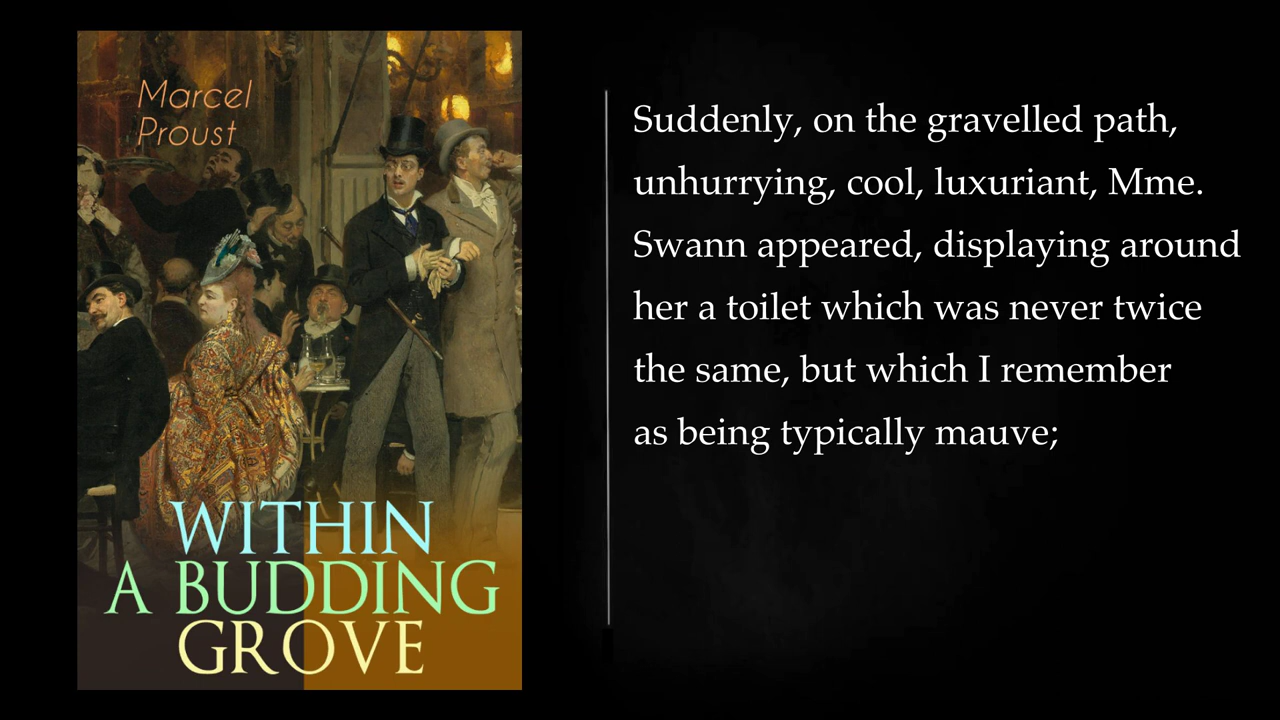 Marcel
Proust
WITHIN
A BUDDING
GROVE
Suddenly, on the gravelled path,
unhurrying, cool, luxuriant, Mme.
Swann appeared, displaying around
her a toilet which was never twice
the same, but which I remember
as being typically mauve;